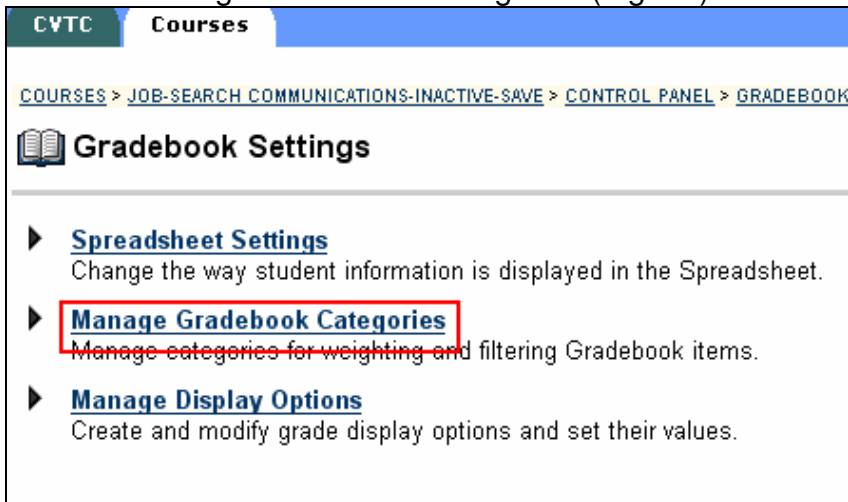 CVTC Courses
COURSES > JOB-SEARCH COMMUNICATIONS-INACTIVE-SAVE > CONTROL PANEL > GRADEBOOK
Gradebook Settings
Spreadsheet Settings
Change the way student information is displayed in the Spreadsheet.
Manage Gradebook Categories
Manage categories for weighting and filtering Gradebook items.
Manage Display Options
Create and modify grade display options and set their values.